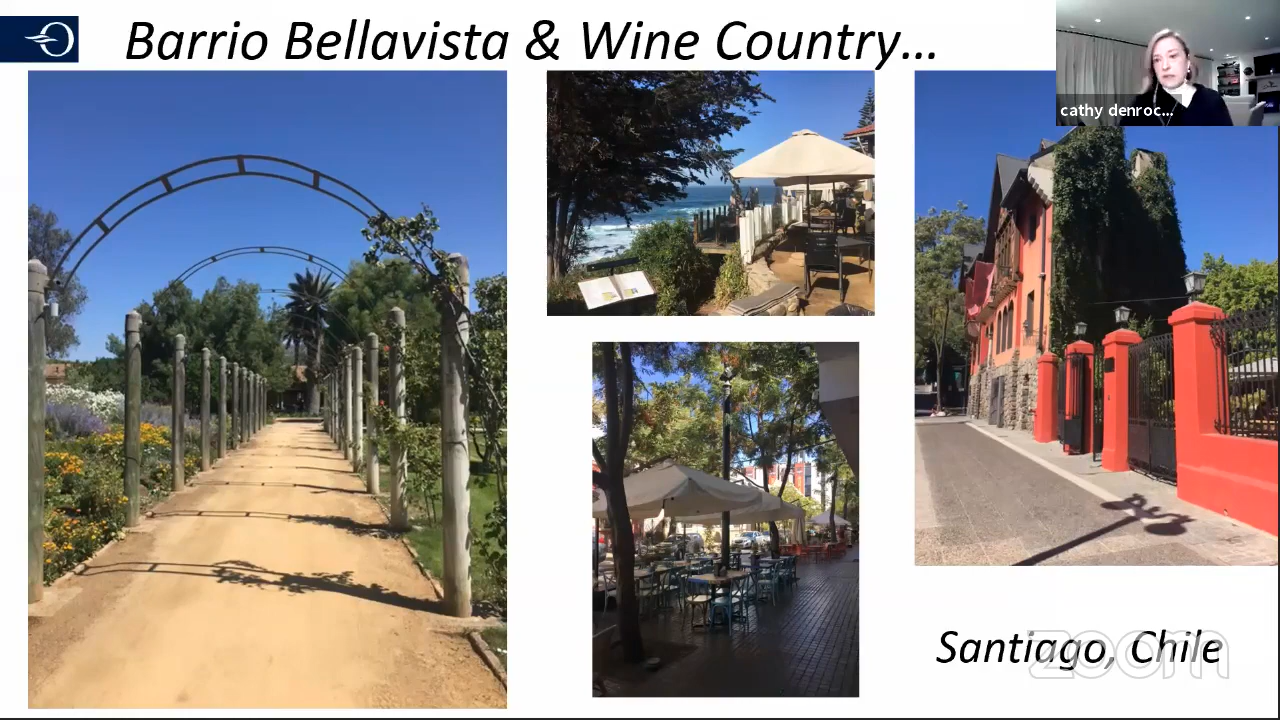 Barrio Bellavista & Wine Country…
cathy denroc...
Santiago, Chile
zoom